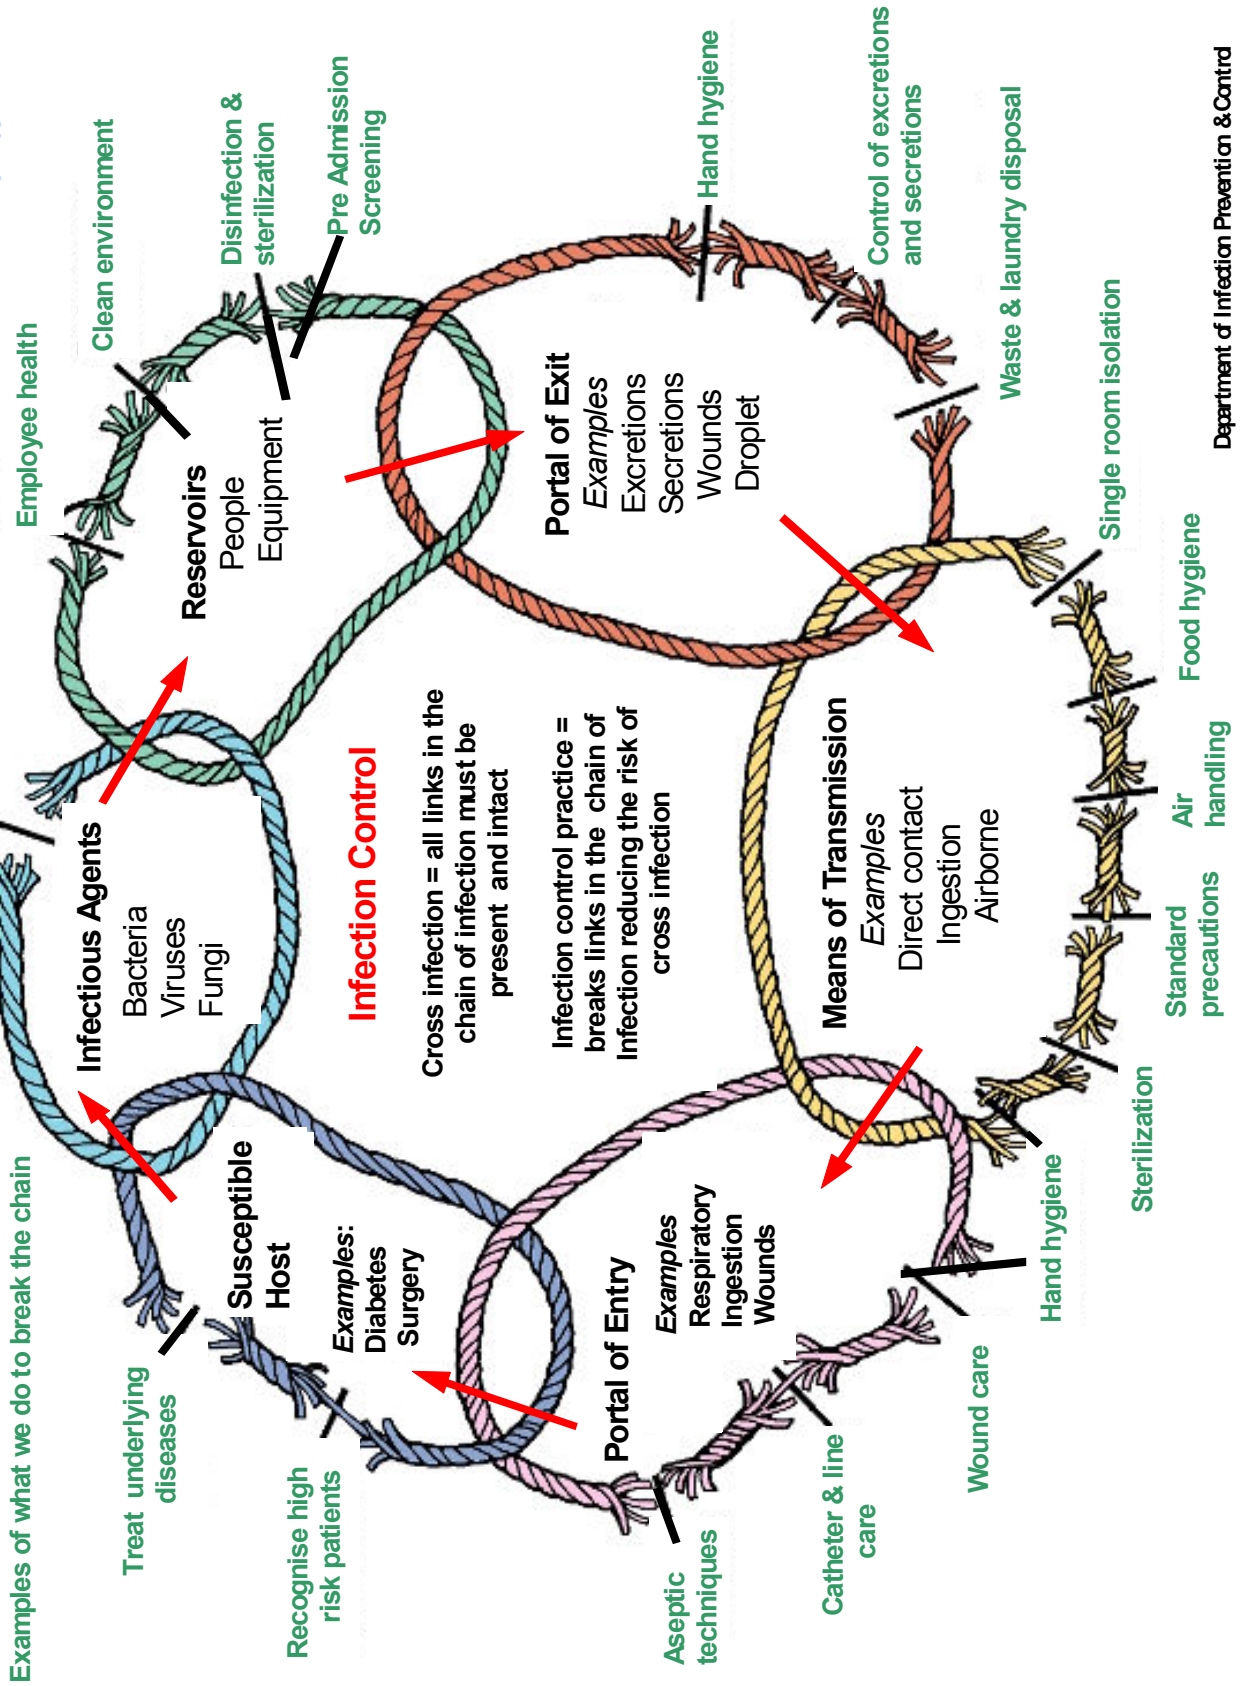 Examples of what we do to break the chain
Infectious Agents
Bacteria
Viruses
Fungi
Employee health
Clean environment
Disinfection &
sterilization
Pre Admission
Screening
Reservoirs
People
Equipment
Treat underlying
diseases
Recognise high
risk patients
Susceptible
Host
Examples:
Diabetes
Surgery
Infection Control
Cross infection = all links in the
chain of infection must be
present and intact
Infection control practice =
breaks links in the chain of
Infection reducing the risk of
cross infection
Portal of Exit
Examples
Excretions
Secretions
Wounds
Droplet
Hand hygiene
Control of excretions
and secretions
Waste & laundry disposal
Portal of Entry
Examples
Respiratory
Ingestion
Wounds
Aseptic
techniques
Catheter & line
care
Wound care
Hand hygiene
Means of Transmission
Examples
Direct contact
Ingestion
Airborne
Sterilization
Standard
precautions
Air
handling
Food hygiene
Single room isolation
Department of Infection Prevention & Control